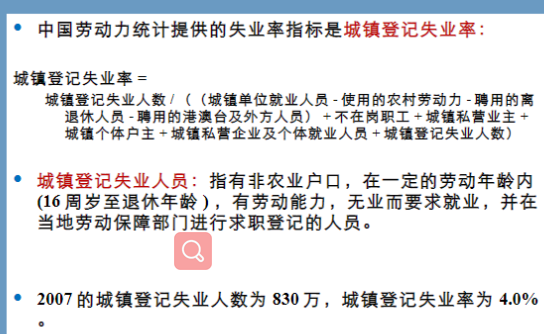 • 中国劳动力统计提供的失业率指标是城镇登记失业率：
城镇登记失业率 =
城镇登记失业人数 / （（城镇单位就业人员 - 使用的农村劳动力 - 聘用的离
退休人员 - 聘用的港澳台及外方人员） + 不在岗职工 + 城镇私营业主 +
城镇个体户主 + 城镇私营企业及个体就业人员 + 城镇登记失业人数）
• 城镇登记失业人员：指有非农业户口，在一定的劳动年龄内
(16 周岁至退休年龄 )，有劳动能力，无业而要求就业，并在
当地劳动保障部门进行求职登记的人员。
• 2007 的城镇登记失业人数为 830 万，城镇登记失业率为 4.0%
。